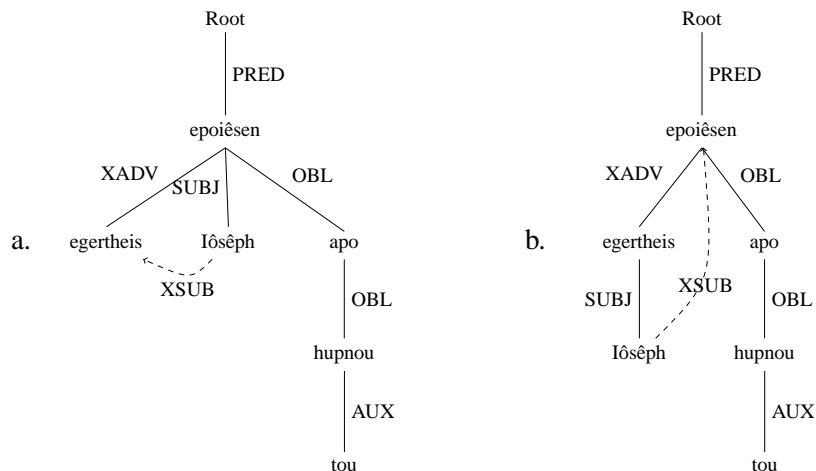 Root Root
PRED PRED
epoiêsen epoiêsen
XADV SUBJ OBL XADV OBL
a. egertheis Iôsêph apo b. egertheis apo
XSUB OBL SUBJ XSUB OBL
hupnou Iôsêph hupnou
AUX AUX
tou tou